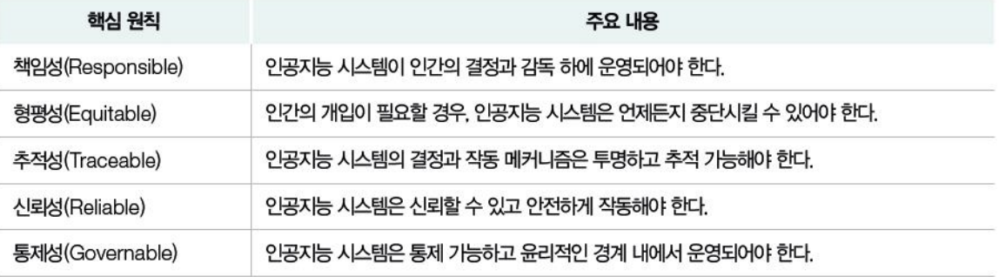 핵심 원칙 주요 내용
책임성(Responsible) 인공지능 시스템이 인간의 결정과 감독 하에 운영되어야 한다.
형평성(Equitable) 인간의 개입이 필요할 경우, 인공지능 시스템은 언제든지 중단시킬 수 있어야 한다.
추적성(Traceable) 인공지능 시스템의 결정과 작동 메커니즘은 투명하고 추적 가능해야 한다.
신뢰성(Reliable) 인공지능 시스템은 신뢰할 수 있고 안전하게 작동해야 한다.
통제성(Governable) 인공지능 시스템은 통제 가능하고 윤리적인 경계 내에서 운영되어야 한다.